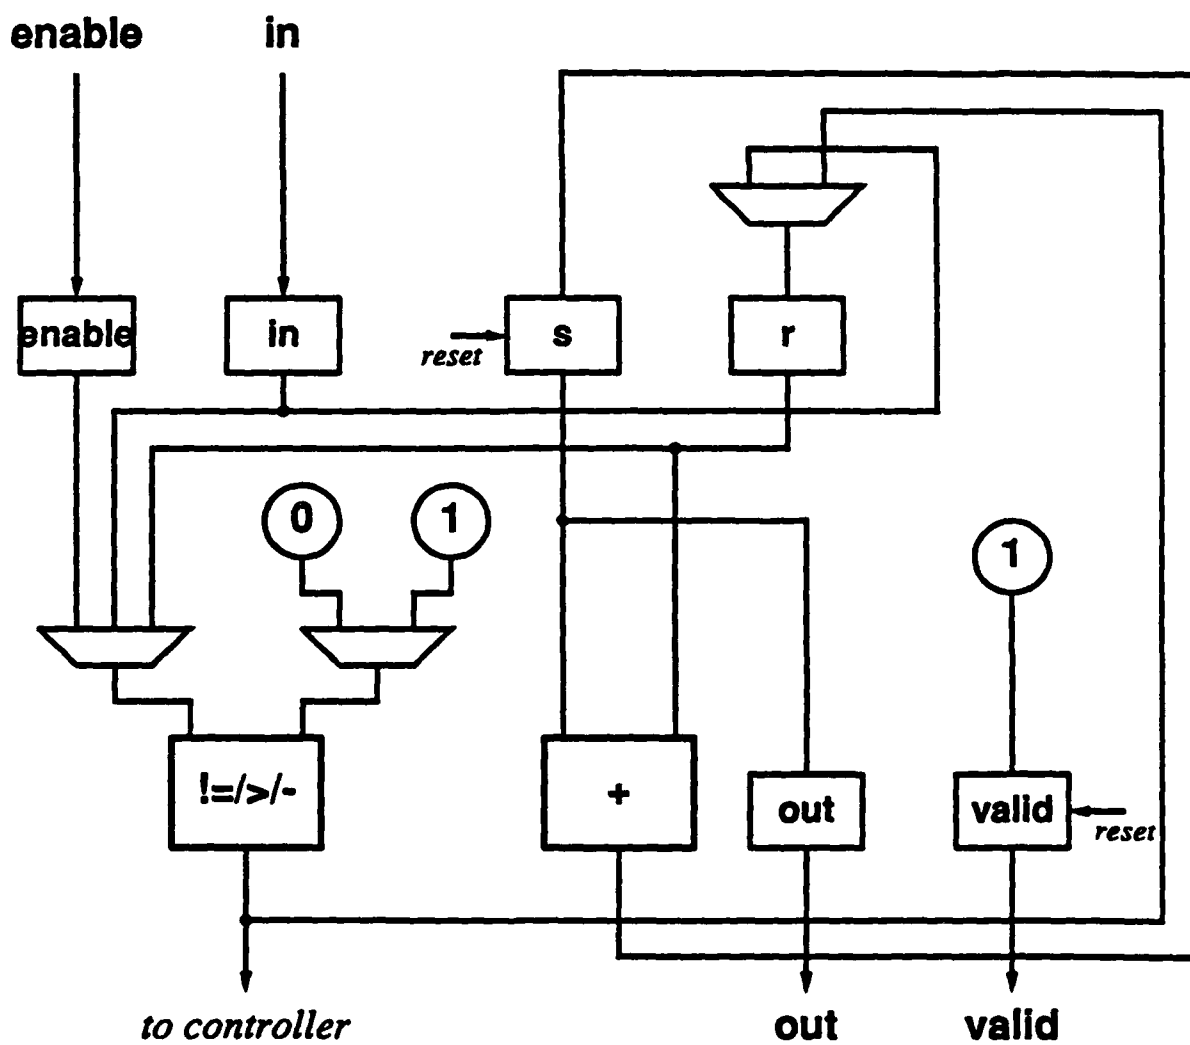 enable in
enable in s r
reset
0 1
1
!=/>/- + out valid
reset
to controller out valid